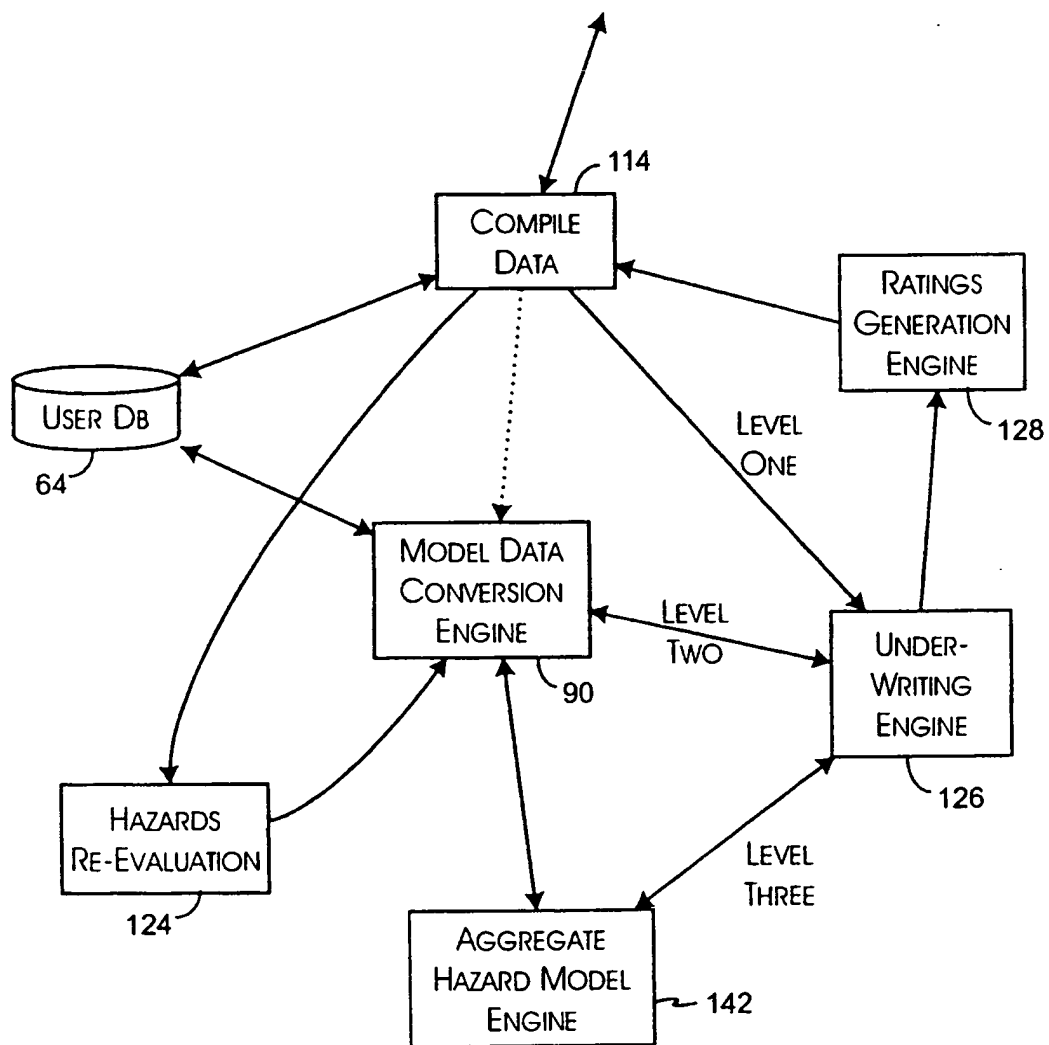 114
COMPILE
DATA
RATINGS
GENERATION
ENGINE
128
USER DB
64
LEVEL
ONE
MODEL DATA
CONVERSION
ENGINE
90
LEVEL
TWO
UNDER-
WRITING
ENGINE
126
HAZARDS
RE-EVALUATION
124
LEVEL
THREE
AGGREGATE
HAZARD MODEL
ENGINE
142